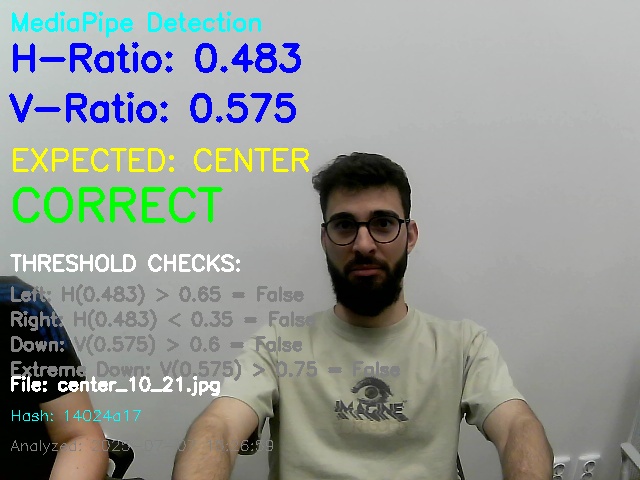 MediaPipe Detection
H-Ratio: 0.483
V-Ratio: 0.575
EXPECTED: CENTER
CORRECT
THRESHOLD CHECKS:
Left: H(0.483) > 0.65 = False
Right: H(0.483) < 0.35 = False
Down: V(0.575) > 0.6 = False
Extreme Down: V(0.575) > 0.75 = False
File: center_10_21.jpg
IMAGINE
Hash: 14024a17
Analyzed: